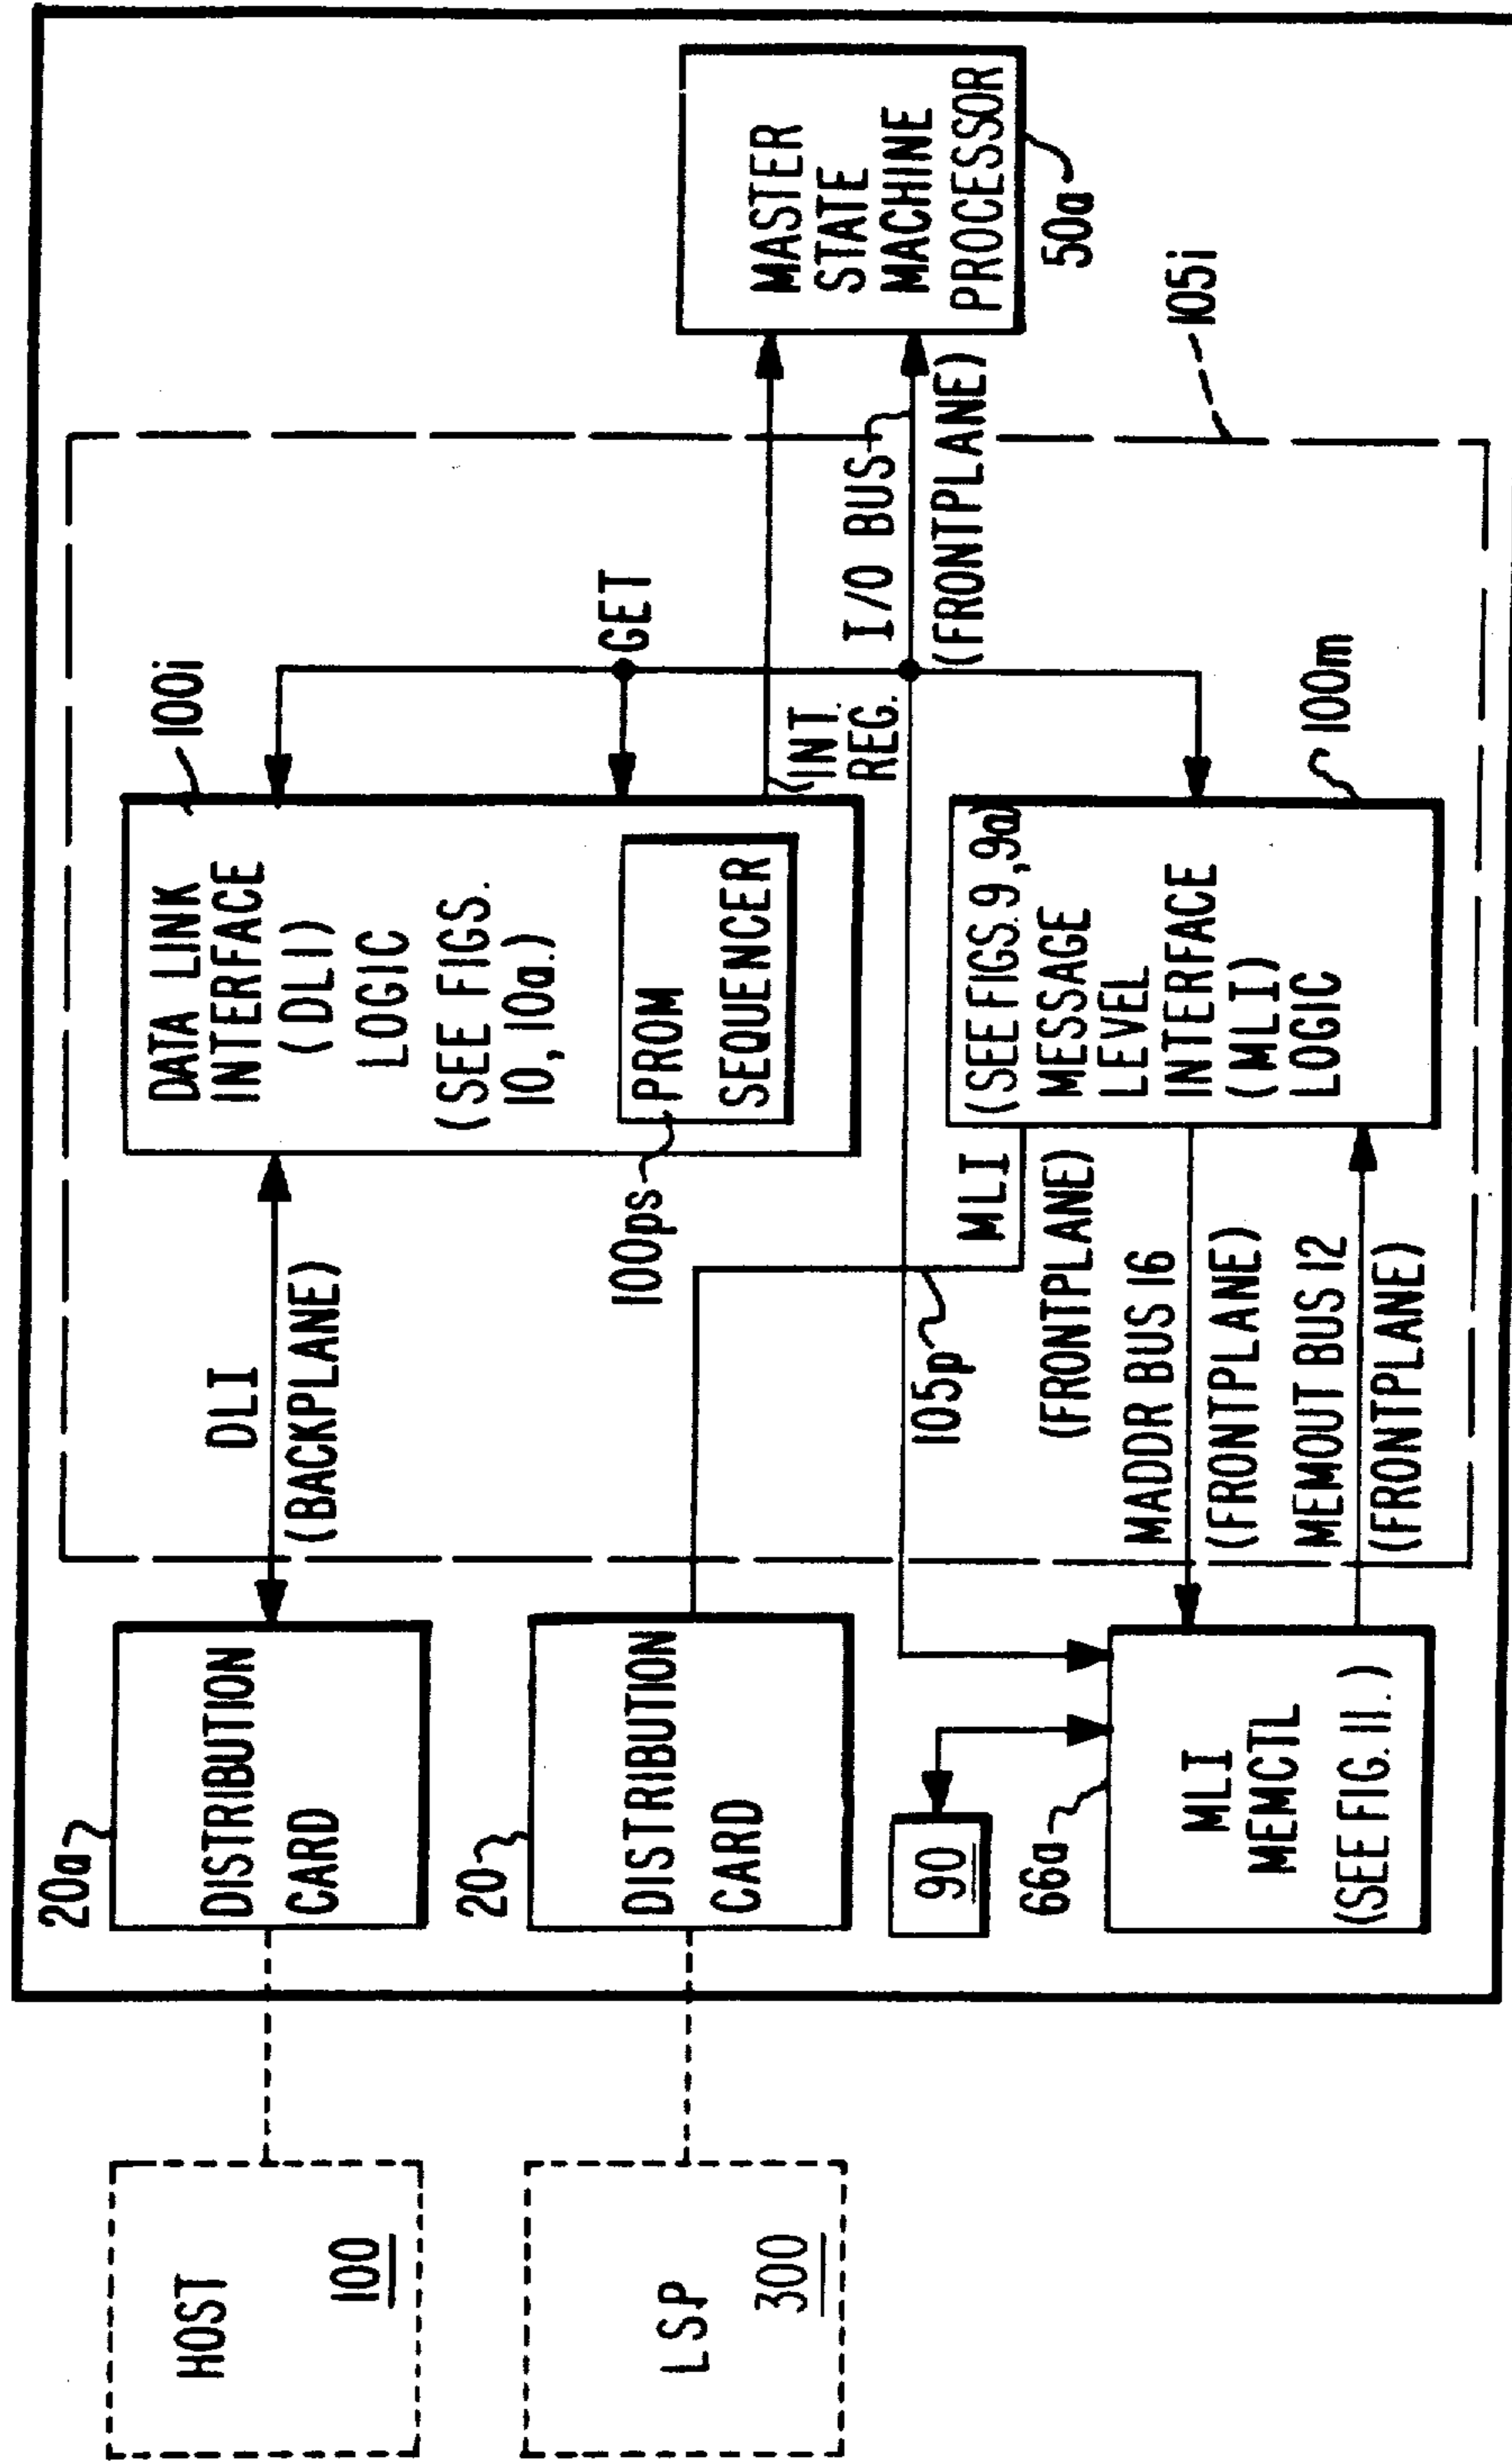 HOST
100
LSP
300
20a
DISTRIBUTION
CARD
20
DISTRIBUTION
CARD
90
66a
MLI
MEMCTL
(SEE FIG. 11.)
DLI
(BACKPLANE)
100ps
MLI
(FRONTPLANE)
105p
MADDR BUS 16
(FRONTPLANE)
MEMOUT BUS 12
(FRONTPLANE)
100i
DATA LINK
INTERFACE
(DLI)
LOGIC
(SEE FIGS.
10, 10a.)
PROM
SEQUENCER
(SEE FIGS. 9, 9a)
MESSAGE
LEVEL
INTERFACE
(MLI)
LOGIC
100m
GET
INT.
REG.
I/O BUS
(FRONTPLANE)
MASTER
STATE
MACHINE
PROCESSOR
50a
105i